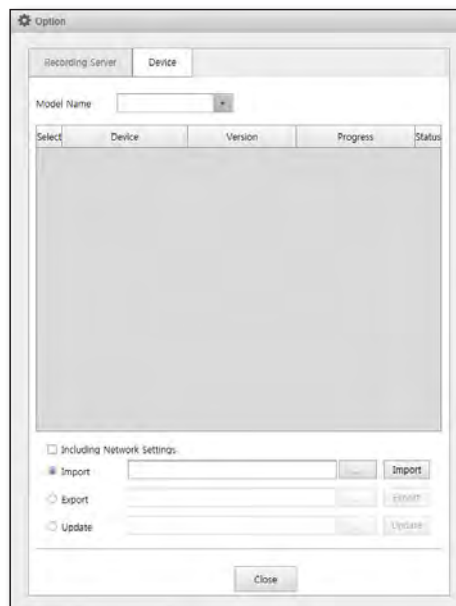 Option
Recording Server Device
Model Name
Select Device Version Progress Status
Including Network Settings
Import ... Import
Export ... Export
Update ... Update
Close